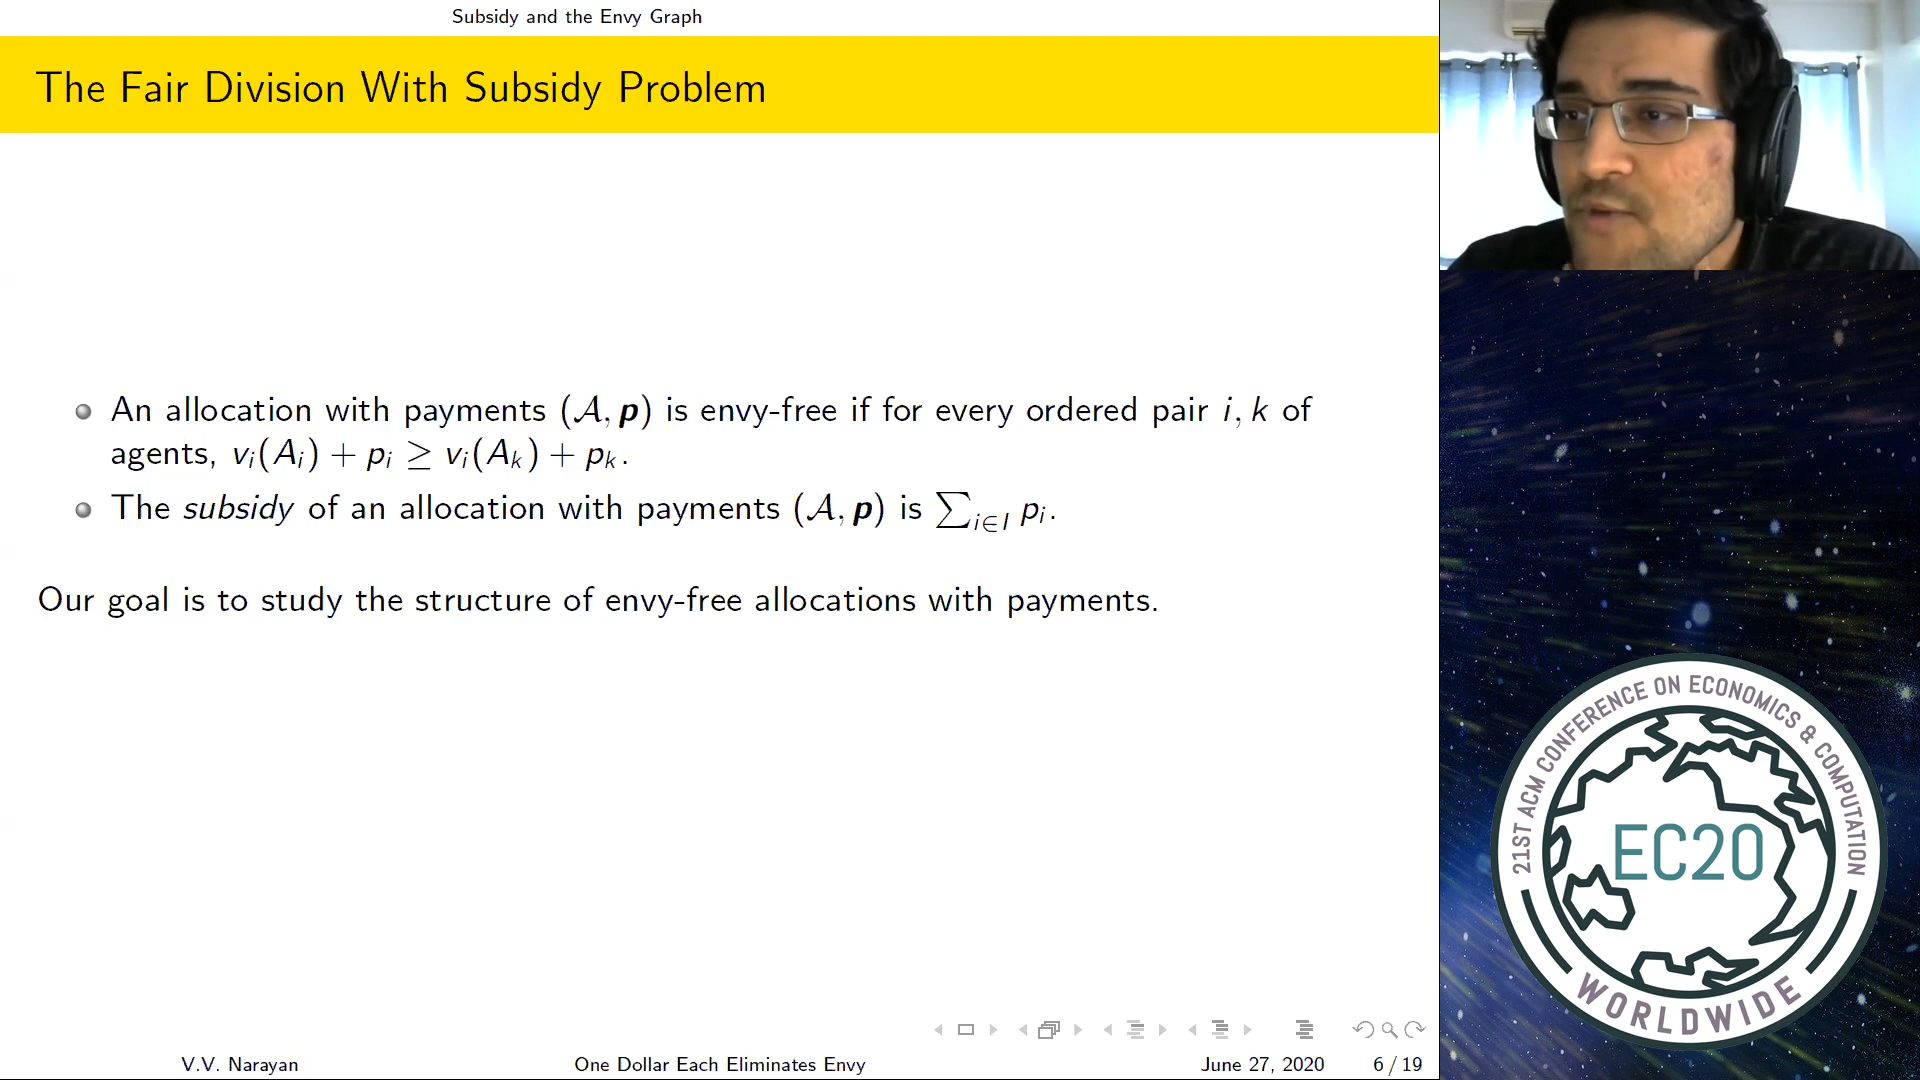 Subsidy and the Envy Graph
The Fair Division With Subsidy Problem
An allocation with payments (𝒜, 𝒑) is envy-free if for every ordered pair i, k of
agents, vᵢ(Aᵢ) + pᵢ ≥ vᵢ(Aₖ) + pₖ.
The subsidy of an allocation with payments (𝒜, 𝒑) is ∑ᵢ∈I pᵢ.
Our goal is to study the structure of envy-free allocations with payments.
V.V. Narayan
One Dollar Each Eliminates Envy
June 27, 2020
6 / 19
21ST ACM CONFERENCE ON ECONOMICS & COMPUTATION
EC20
WORLDWIDE